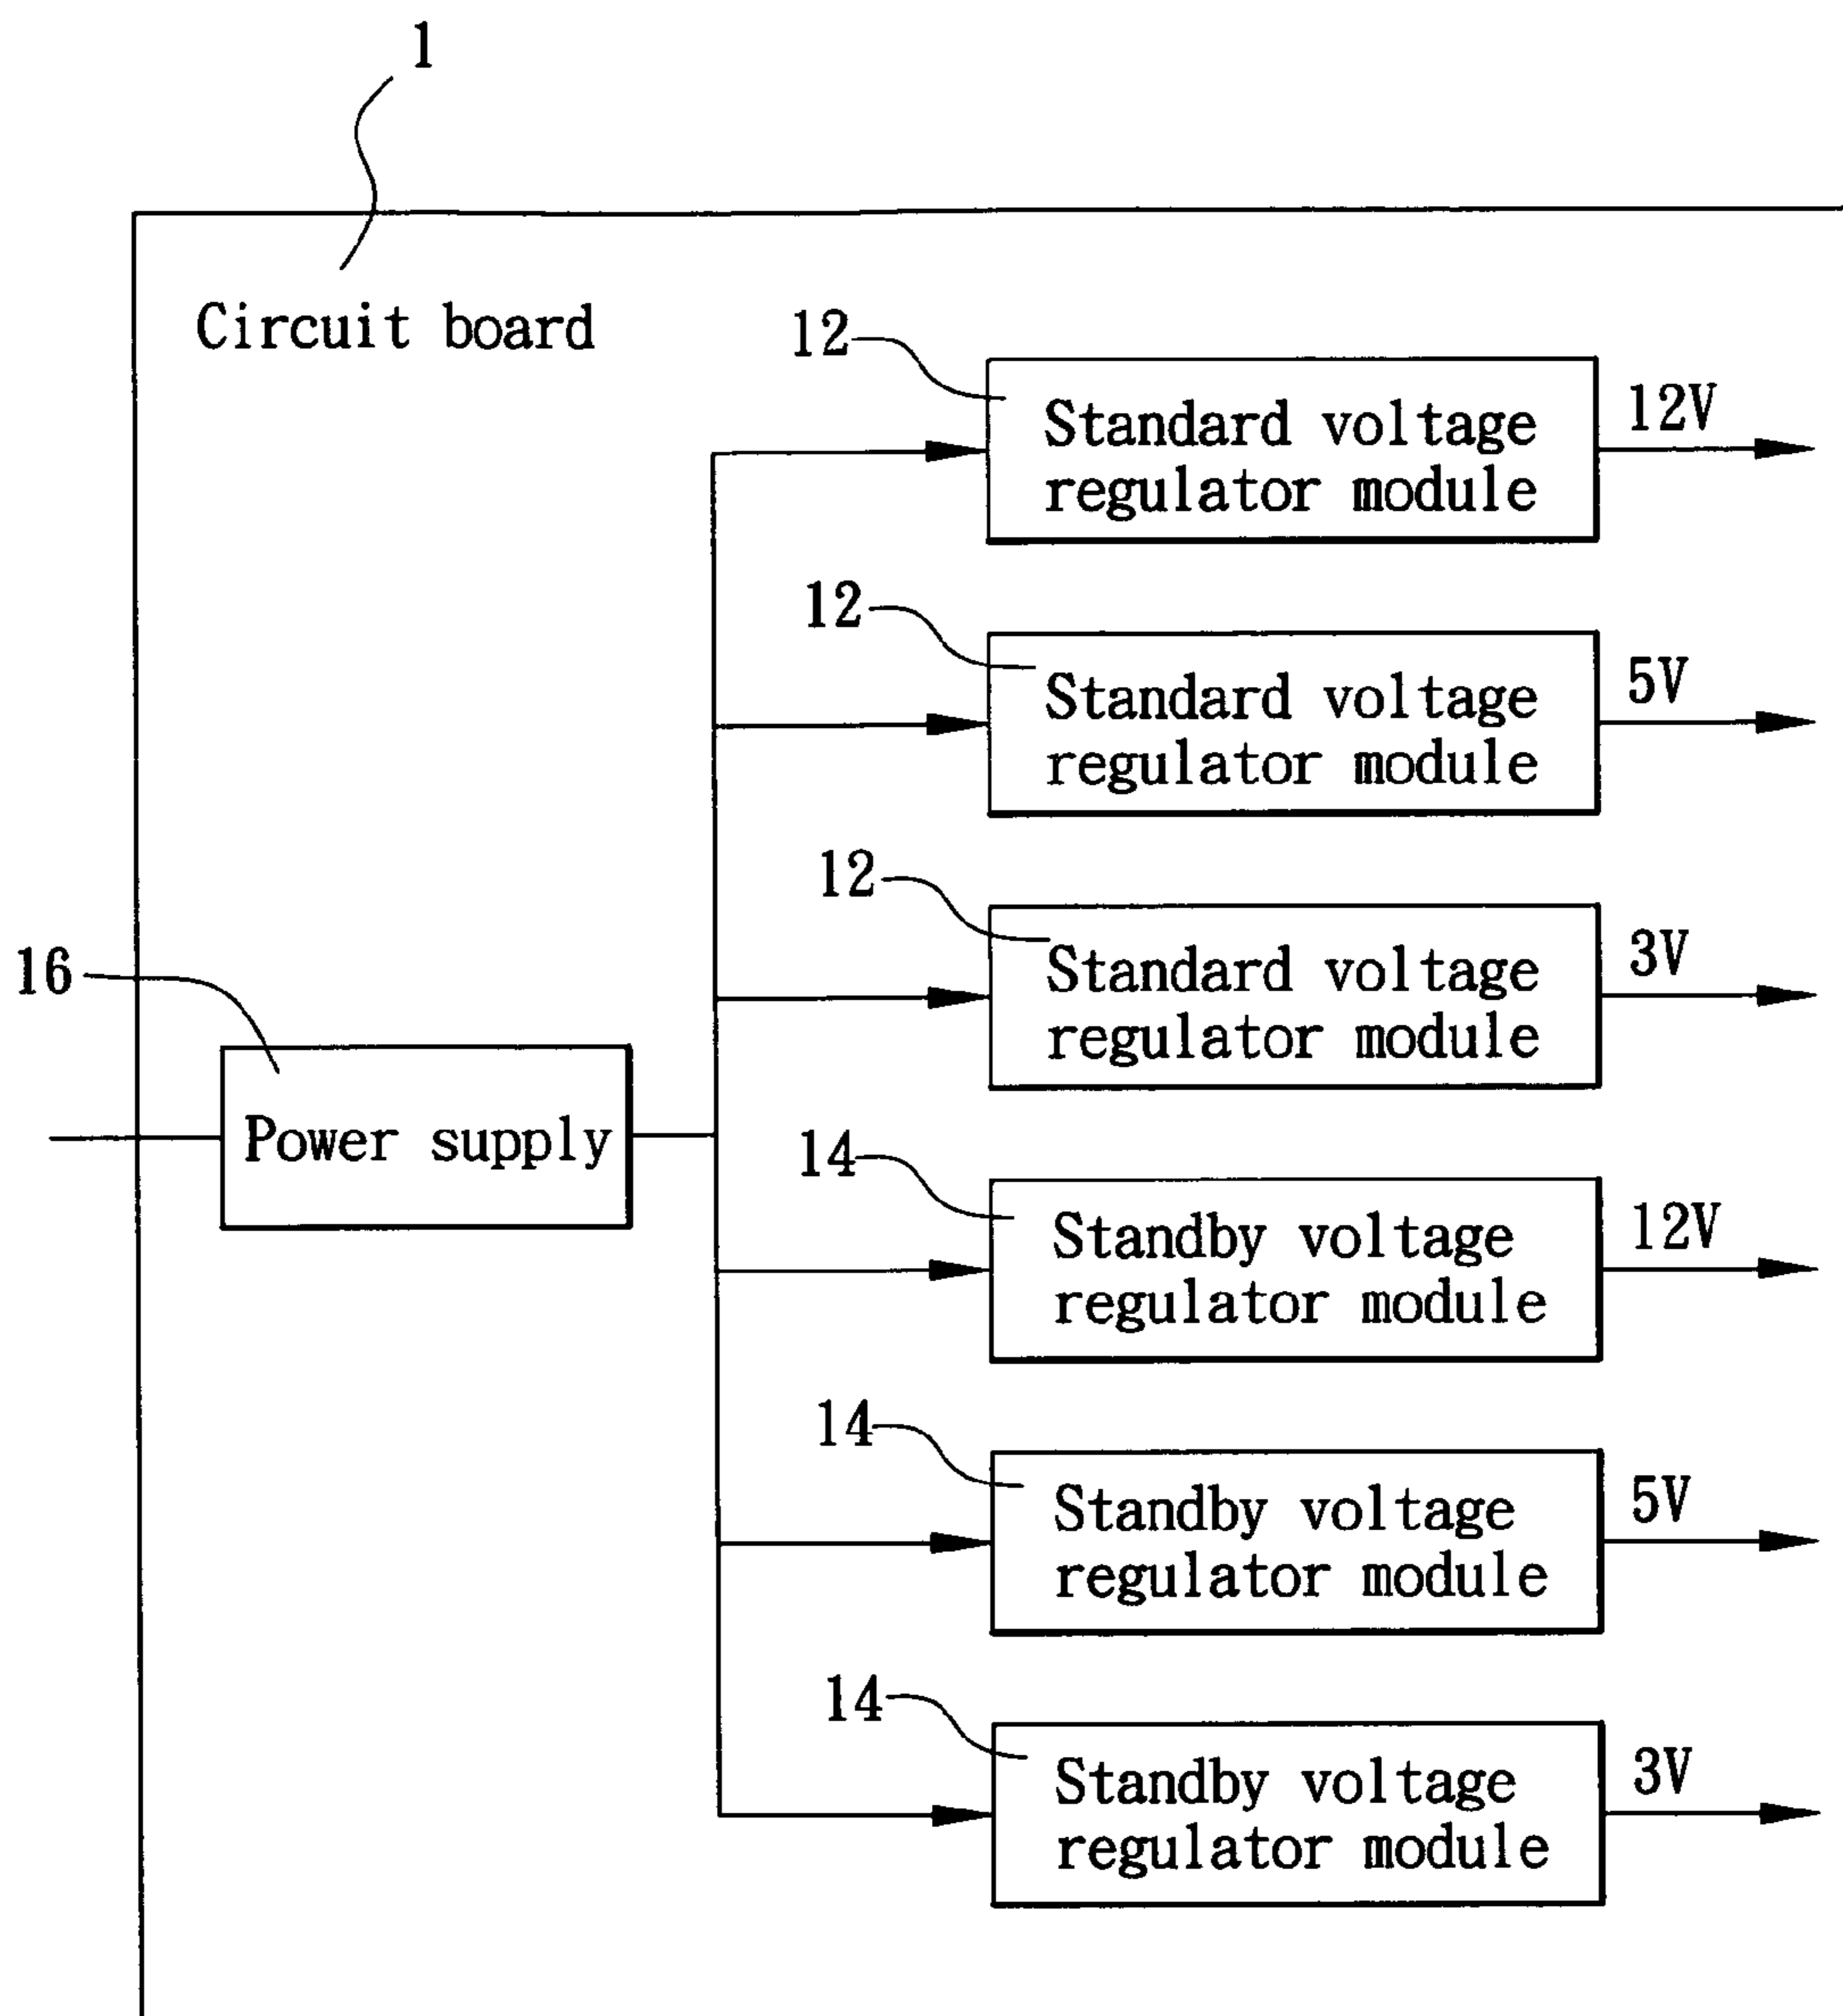 1
Circuit board
12
Standard voltage
regulator module
12V
12
Standard voltage
regulator module
5V
12
Standard voltage
regulator module
3V
16
Power supply
14
Standby voltage
regulator module
12V
14
Standby voltage
regulator module
5V
14
Standby voltage
regulator module
3V